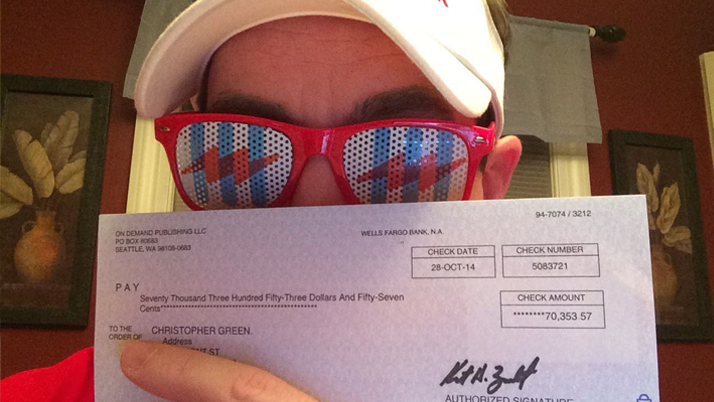 94-7074 / 3212
ON DEMAND PUBLISHING LLC
PO BOX 60683
SEATTLE, WA 98108-0683
WELLS FARGO BANK, N.A.
CHECK DATE
28-OCT-14
CHECK NUMBER
5083721
PAY
Seventy Thousand Three Hundred Fifty-Three Dollars And Fifty-Seven
Cents****************************************
CHECK AMOUNT
********70,353 57
TO THE
ORDER OF
CHRISTOPHER GREEN.
Address
ST
AUTHORIZED SIGNATURE